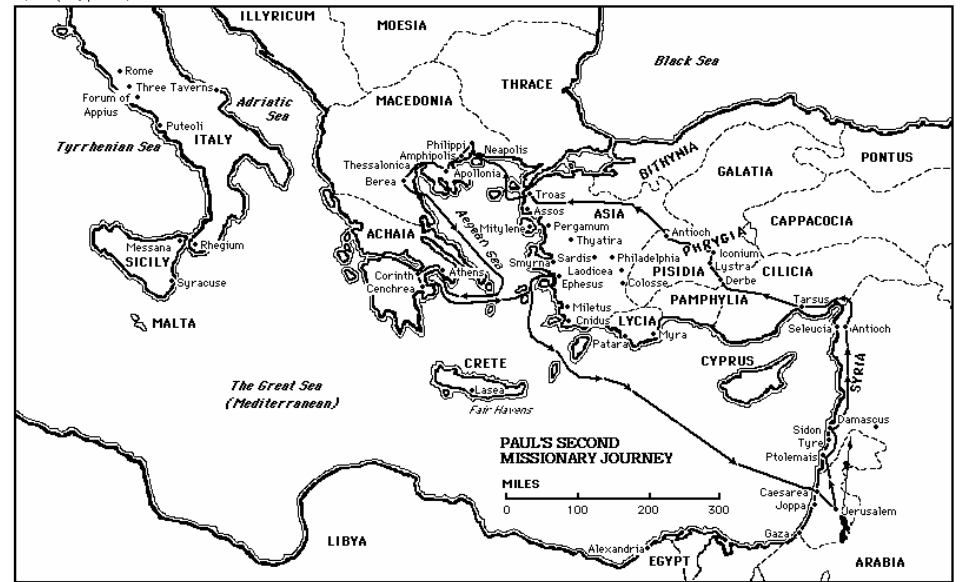 ILLYRICUM
MOESIA
Black Sea
THRACE
Rome
Three Taverns
Forum of
Appius
Adriatic
Sea
MACEDONIA
Puteoli
ITALY
Tyrrhenian Sea
Philippi
Neapolis
Amphipolis
Thessalonica
Apollonia
Berea
BITHYNIA
PONTUS
GALATIA
Troas
Assos
ASIA
CAPPACOCIA
Aegean Sea
Mitylene
Pergamum
Antioch
PHRYGIA
Thyatira
ACHAIA
Messana
Rhegium
SICILY
Iconium
Lystra
Derbe
CILICIA
Smyrna
Sardis
Philadelphia
PISIDIA
Athens
Laodicea
Ephesus
Colosse
Corinth
Cenchrea
Syracuse
PAMPHYLIA
Tarsus
Miletus
Cnidus
LYCIA
Patara
Myra
MALTA
Seleucia
Antioch
CRETE
CYPRUS
SYRIA
Lasea
Fair Havens
The Great Sea
(Mediterranean)
Damascus
Sidon
Tyre
Ptolemais
PAUL'S SECOND
MISSIONARY JOURNEY
MILES
0 100 200 300
Caesarea
Joppa
Jerusalem
Gaza
LIBYA
Alexandria
EGYPT
ARABIA